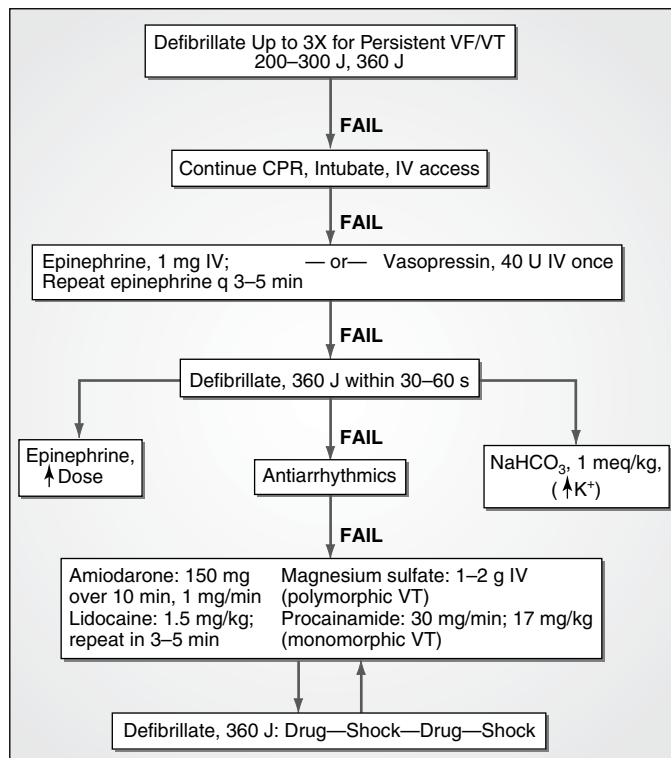 Defibrillate Up to 3X for Persistent VF/VT
200–300 J, 360 J
FAIL
Continue CPR, Intubate, IV access
FAIL
Epinephrine, 1 mg IV; — or— Vasopressin, 40 U IV once
Repeat epinephrine q 3–5 min
FAIL
Defibrillate, 360 J within 30–60 s
FAIL
Epinephrine,
↑ Dose
Antiarrhythmics
NaHCO₃, 1 meq/kg,
(↑K⁺)
FAIL
Amiodarone: 150 mg
over 10 min, 1 mg/min
Lidocaine: 1.5 mg/kg;
repeat in 3–5 min
Magnesium sulfate: 1–2 g IV
(polymorphic VT)
Procainamide: 30 mg/min; 17 mg/kg
(monomorphic VT)
Defibrillate, 360 J: Drug—Shock—Drug—Shock